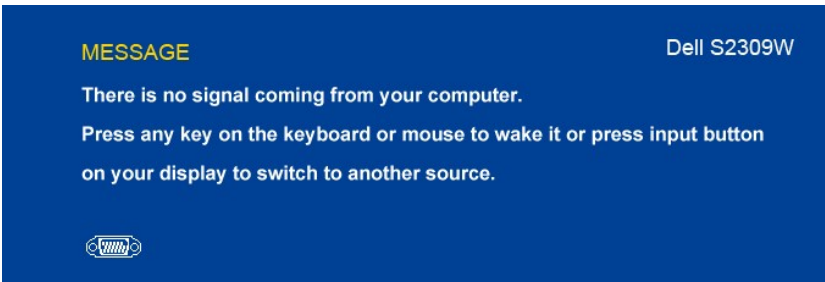 MESSAGE
Dell S2309W
There is no signal coming from your computer.
Press any key on the keyboard or mouse to wake it or press input button
on your display to switch to another source.